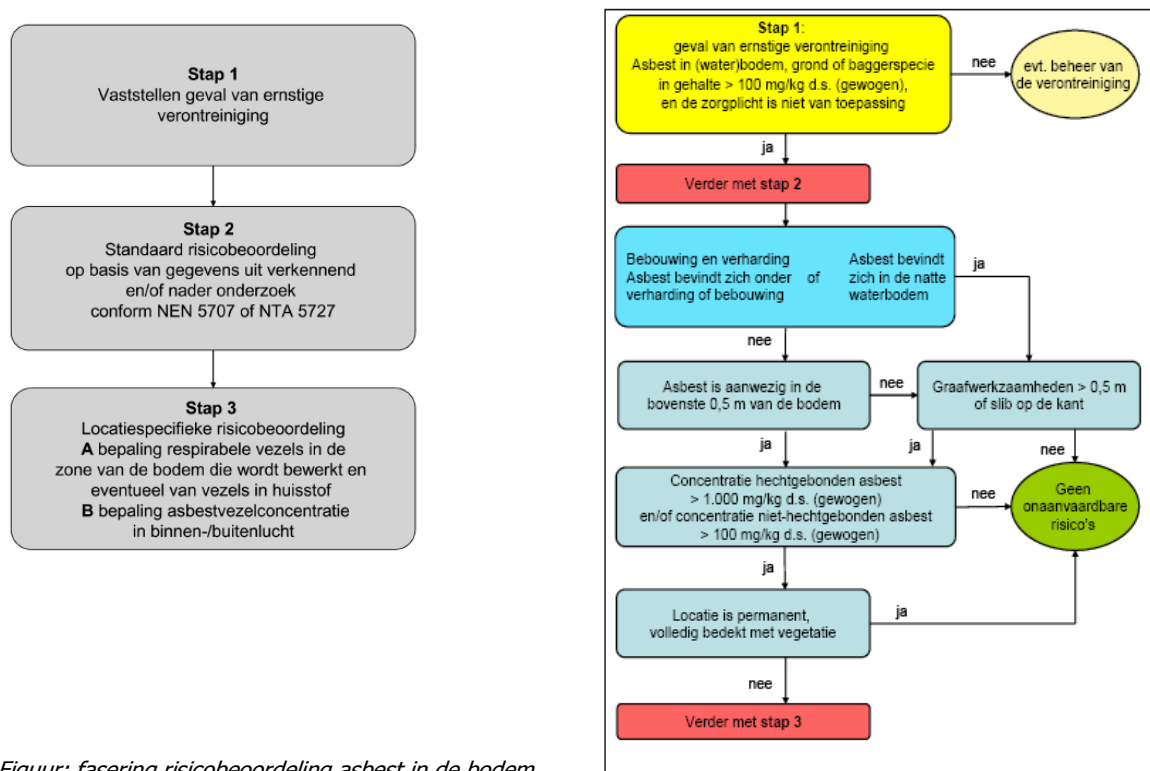 Stap 1
Vaststellen geval van ernstige
verontreiniging
Stap 2
Standaard risicobeoordeling
op basis van gegevens uit verkennend
en/of nader onderzoek
conform NEN 5707 of NTA 5727
Stap 3
Locatiespecifieke risicobeoordeling
A bepaling respirabele vezels in de
zone van de bodem die wordt bewerkt en
eventueel van vezels in huisstof
B bepaling asbestvezelconcentratie
in binnen-/buitenlucht
Figuur: fasering risicobeoordeling asbest in de bodem
Stap 1:
geval van ernstige verontreiniging
Asbest in (water)bodem, grond of baggerspecie
in gehalte > 100 mg/kg d.s. (gewogen),
en de zorgplicht is niet van toepassing
nee
evt. beheer van
de verontreiniging
ja
Verder met stap 2
Bebouwing en verharding
Asbest bevindt zich onder
verharding of bebouwing
of
Asbest bevindt
zich in de natte
waterbodem
ja
nee
Asbest is aanwezig in de
bovenste 0,5 m van de bodem
nee
Graafwerkzaamheden > 0,5 m
of slib op de kant
ja
ja
nee
Concentratie hechtgebonden asbest
> 1.000 mg/kg d.s. (gewogen)
en/of concentratie niet-hechtgebonden asbest
> 100 mg/kg d.s. (gewogen)
nee
Geen
onaanvaardbare
risico's
ja
Locatie is permanent,
volledig bedekt met vegetatie
ja
nee
Verder met stap 3